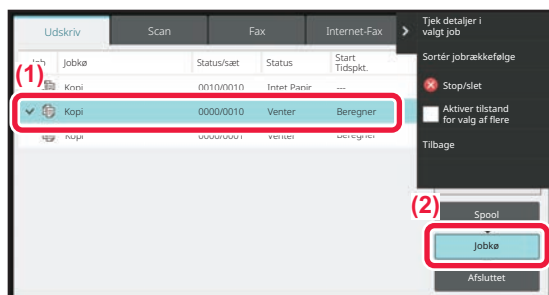 Udskriv
Scan
Fax
Internet-Fax
Tjek detaljer i
valgt job
Sortér jobrækkefølge
Stop/slet
Aktiver tilstand
for valg af flere
Tilbage
(1)
Job
Jobkø
Status/sæt
Status
Start
Tidspkt.
Kopi
0010/0010
Intet Papir
---
Kopi
0000/0010
Venter
Beregner
Kopi
0000/0001
Venter
Beregner
(2)
Spool
Jobkø
Afsluttet